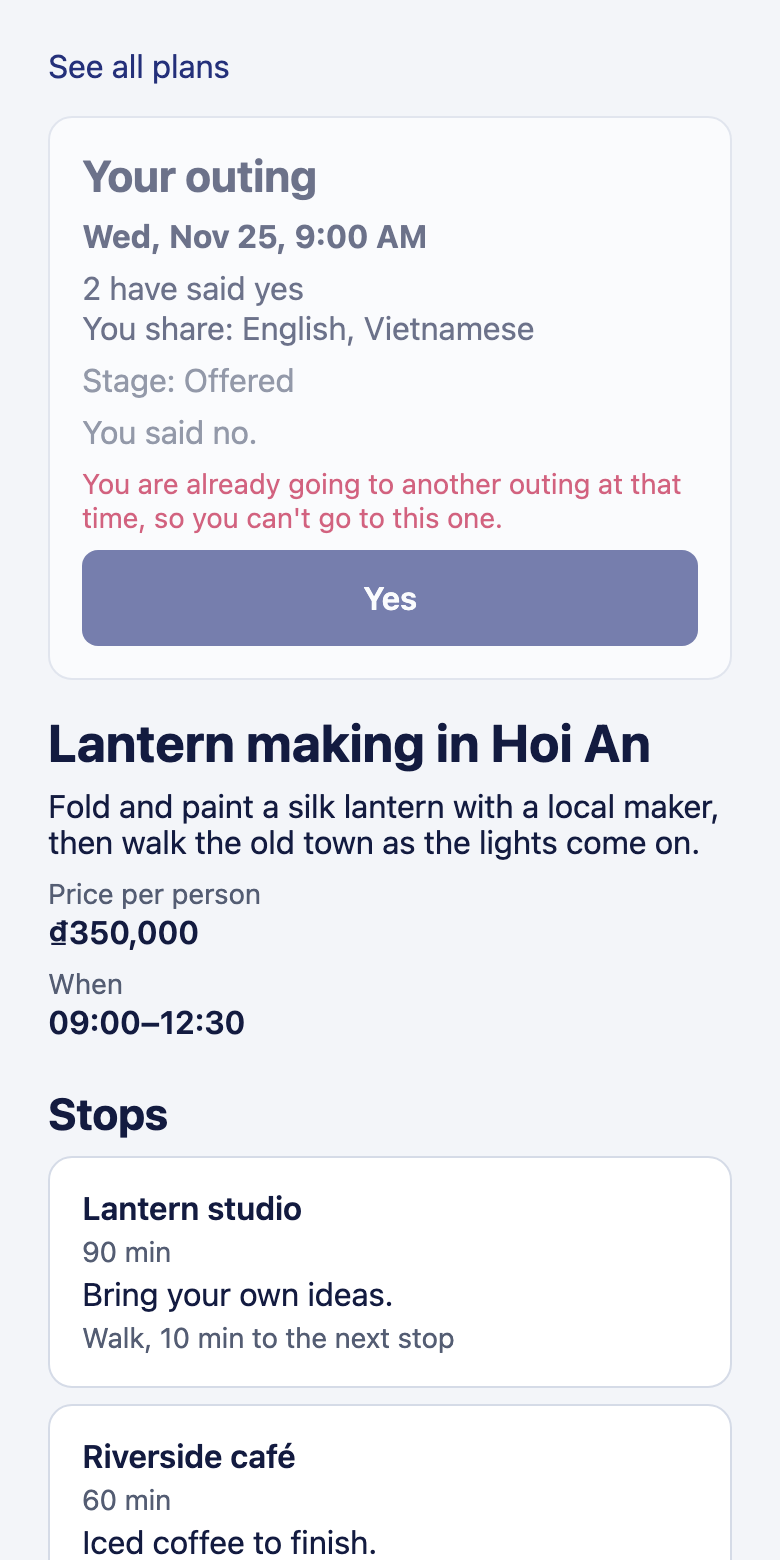 See all plans
Your outing
Wed, Nov 25, 9:00 AM
2 have said yes
You share: English, Vietnamese
Stage: Offered
You said no.
You are already going to another outing at that
time, so you can't go to this one.
Yes
Lantern making in Hoi An
Fold and paint a silk lantern with a local maker,
then walk the old town as the lights come on.
Price per person
₫350,000
When
09:00–12:30
Stops
Lantern studio
90 min
Bring your own ideas.
Walk, 10 min to the next stop
Riverside café
60 min
Iced coffee to finish.